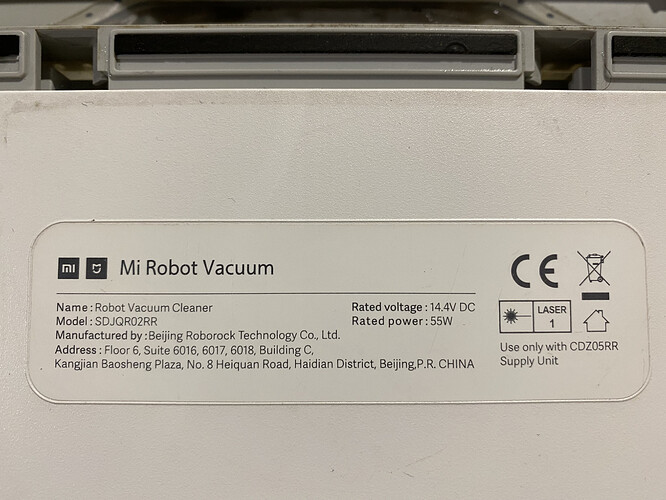 mi Mi Robot Vacuum
Name : Robot Vacuum Cleaner
Rated voltage : 14.4V DC
Model : SDJQR02RR
Rated power : 55W
Manufactured by : Beijing Roborock Technology Co., Ltd.
Address : Floor 6, Suite 6016, 6017, 6018, Building C,
Kangjian Baosheng Plaza, No. 8 Heiquan Road, Haidian District, Beijing,P.R. CHINA
CE
LASER
1
Use only with CDZ05RR
Supply Unit